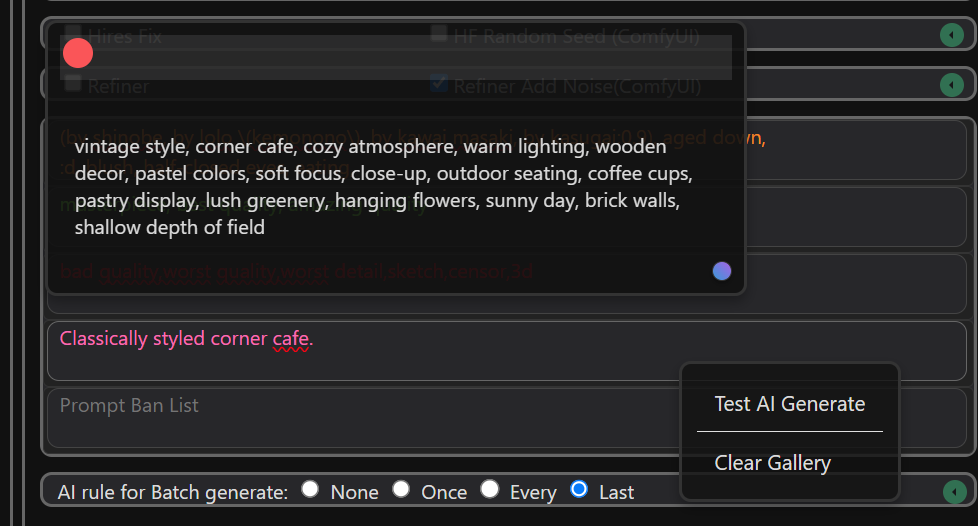 Hires Fix
HF Random Seed (ComfyUI)
Refiner
Refiner Add Noise(ComfyUI)
aged down,
vintage style, corner cafe, cozy atmosphere, warm lighting, wooden
decor, pastel colors, soft focus, close-up, outdoor seating, coffee cups,
pastry display, lush greenery, hanging flowers, sunny day, brick walls,
shallow depth of field
bad quality,worst quality,worst detail,sketch,censor,3d
Classically styled corner cafe.
Prompt Ban List
Test AI Generate
Clear Gallery
AI rule for Batch generate:
None
Once
Every
Last